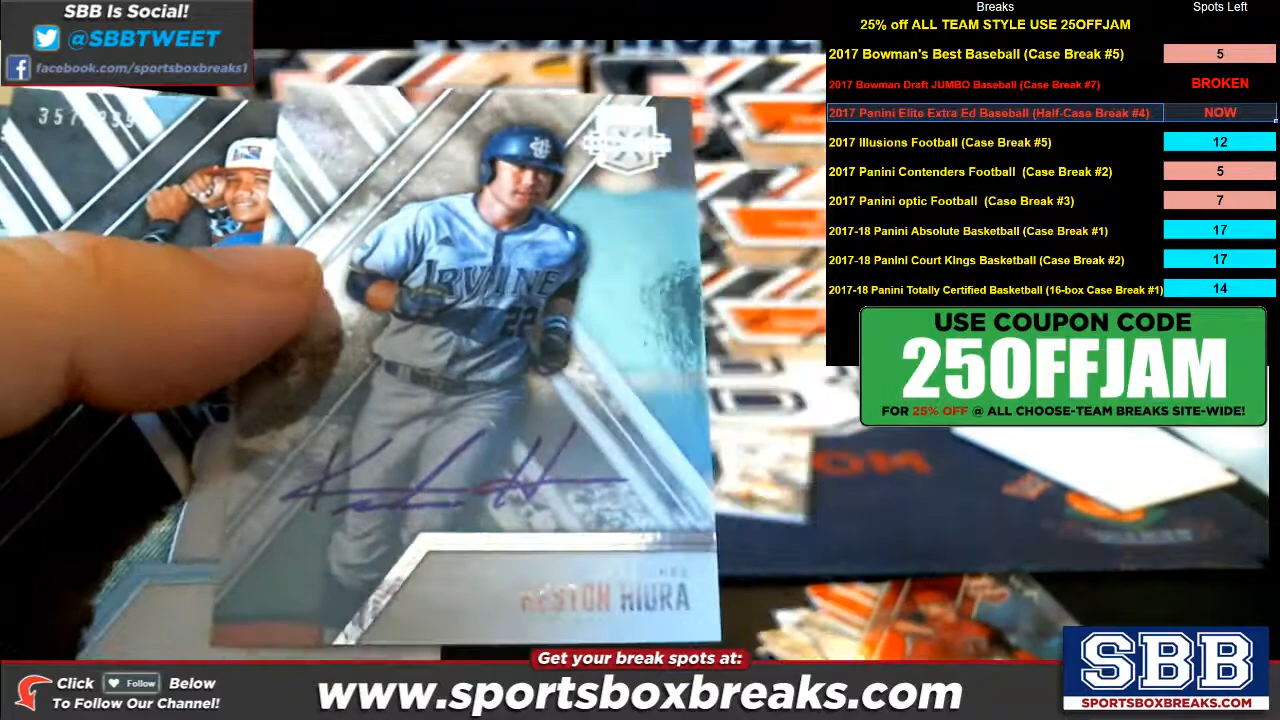 SBB Is Social!
@SBBTWEET
facebook.com/sportsboxbreaks1
Breaks Spots Left
25% off ALL TEAM STYLE USE 25OFFJAM
2017 Bowman's Best Baseball (Case Break #5) 5
2017 Bowman Draft JUMBO Baseball (Case Break #7) BROKEN
2017 Panini Elite Extra Ed Baseball (Half-Case Break #4) NOW
2017 Illusions Football (Case Break #5) 12
2017 Panini Contenders Football (Case Break #2) 5
2017 Panini optic Football (Case Break #3) 7
2017-18 Panini Absolute Basketball (Case Break #1) 17
2017-18 Panini Court Kings Basketball (Case Break #2) 17
2017-18 Panini Totally Certified Basketball (16-box Case Break #1) 14
USE COUPON CODE
25OFFJAM
FOR 25% OFF @ ALL CHOOSE-TEAM BREAKS SITE-WIDE!
IRVINE
22
KESTON HIURA
Get your break spots at:
Click Follow Below
To Follow Our Channel!
www.sportsboxbreaks.com
SBB
SPORTSBOXBREAKS.COM